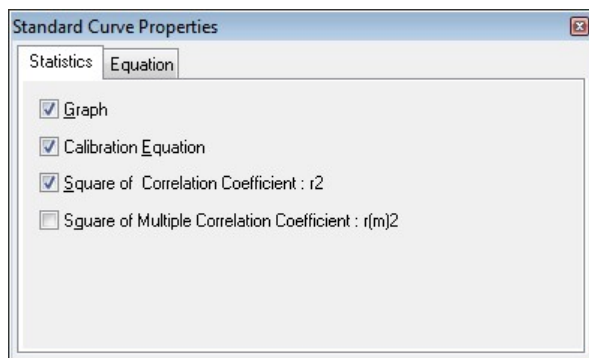 Standard Curve Properties
Statistics Equation
Graph
Calibration Equation
Square of Correlation Coefficient : r2
Square of Multiple Correlation Coefficient : r(m)2